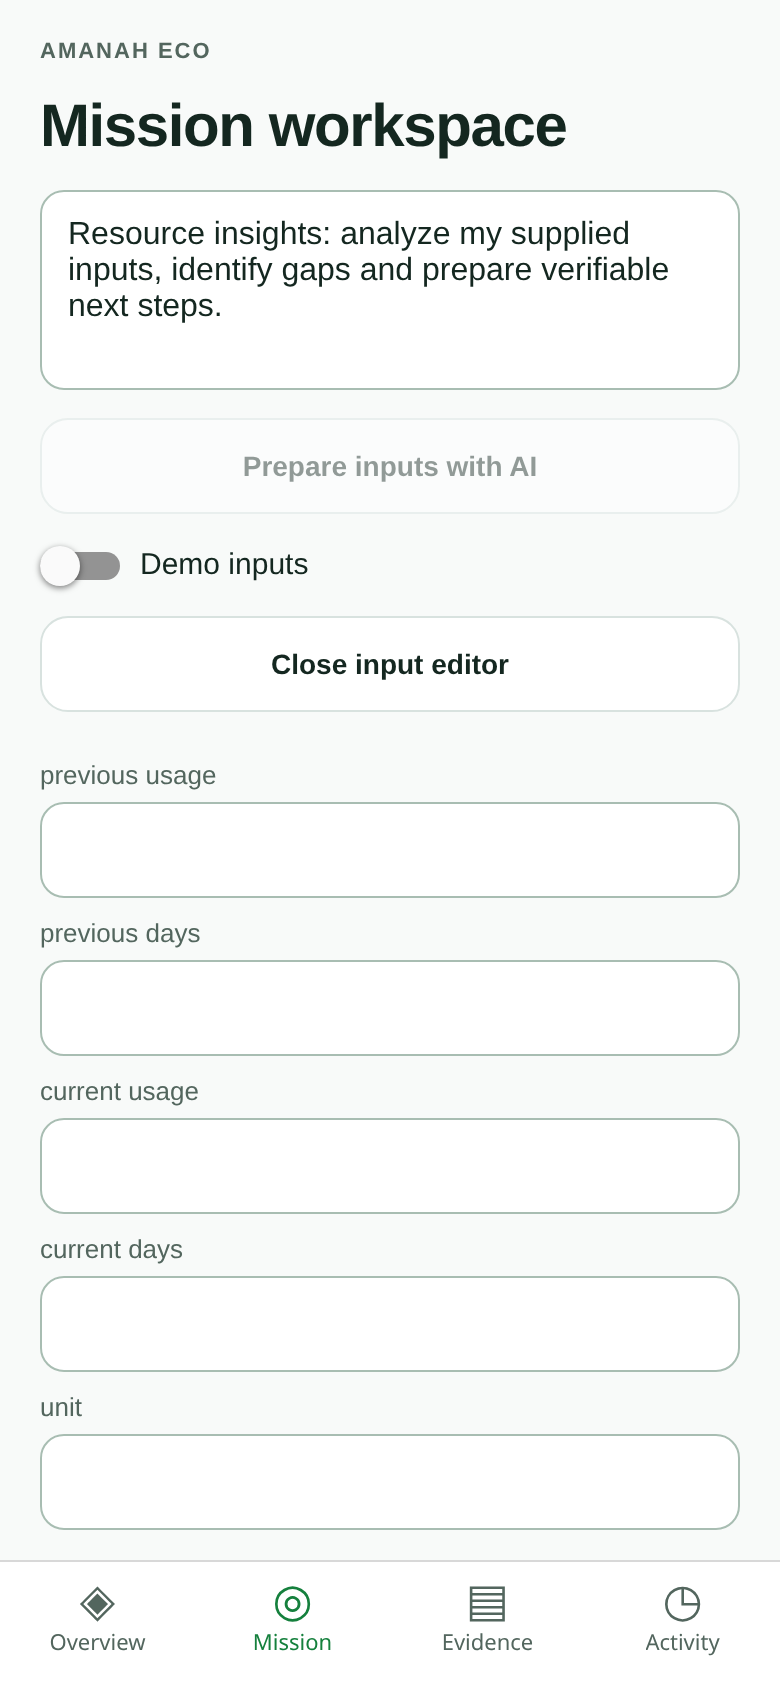 AMANAH ECO
Mission workspace
Resource insights: analyze my supplied
inputs, identify gaps and prepare verifiable
next steps.
Prepare inputs with AI
Demo inputs
Close input editor
previous usage
previous days
current usage
current days
unit
Overview
Mission
Evidence
Activity